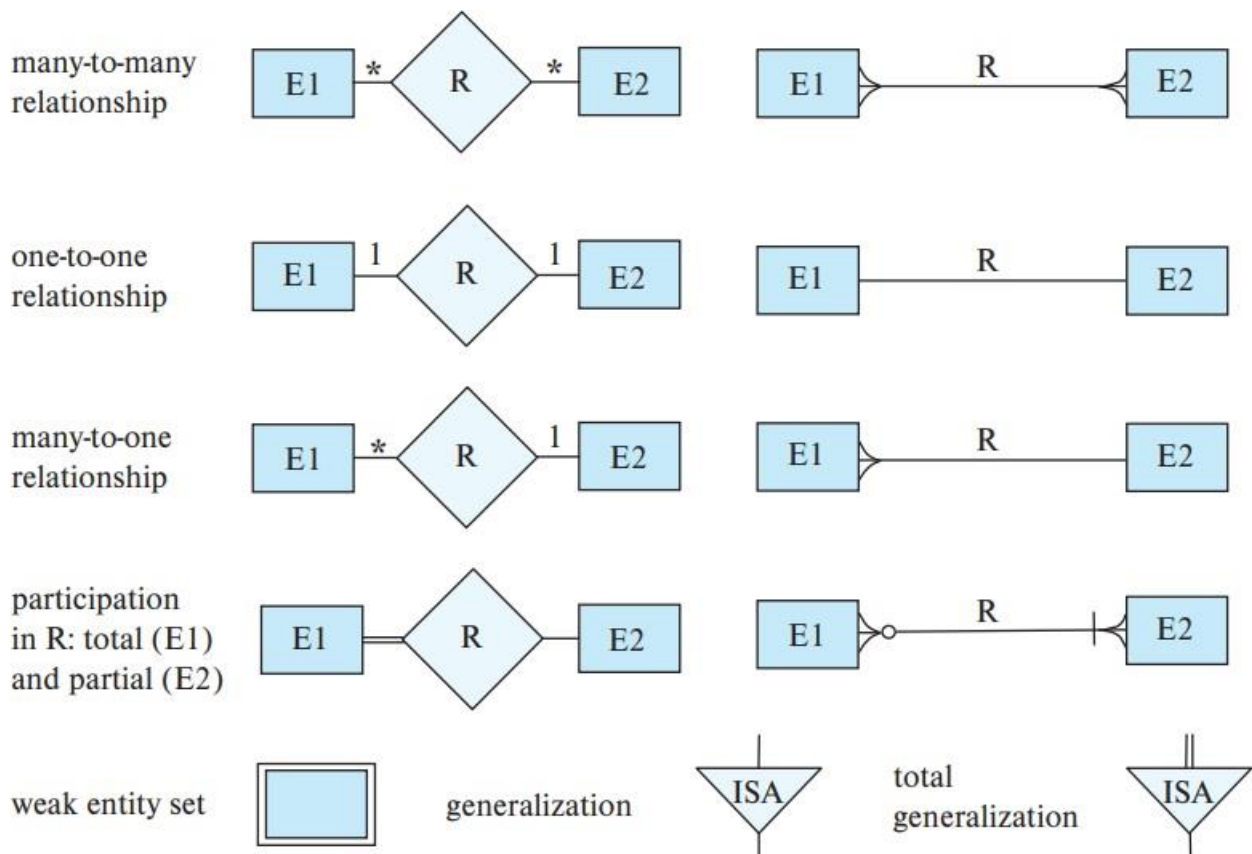 many-to-many
relationship
E1 * R * E2
E1 R E2
one-to-one
relationship
E1 1 R 1 E2
E1 R E2
many-to-one
relationship
E1 * R 1 E2
E1 R E2
participation
in R: total (E1)
and partial (E2)
E1 R E2
E1 R E2
weak entity set
generalization
ISA
total
generalization
ISA